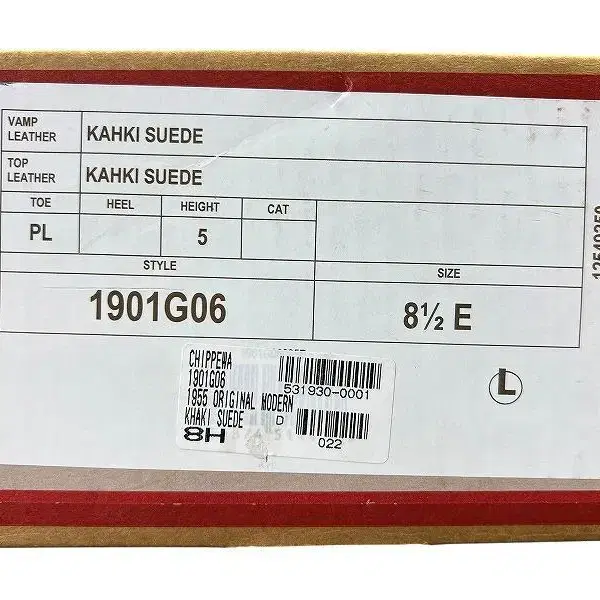 VAMP LEATHER KAHKI SUEDE
TOP LEATHER KAHKI SUEDE
TOE HEEL HEIGHT CAT
PL 5
STYLE SIZE
1901G06 8½ E
CHIPPEWA
1901G06
531930-0001
1955 ORIGINAL MODERN
KHAKI SUEDE D
8H 022
L